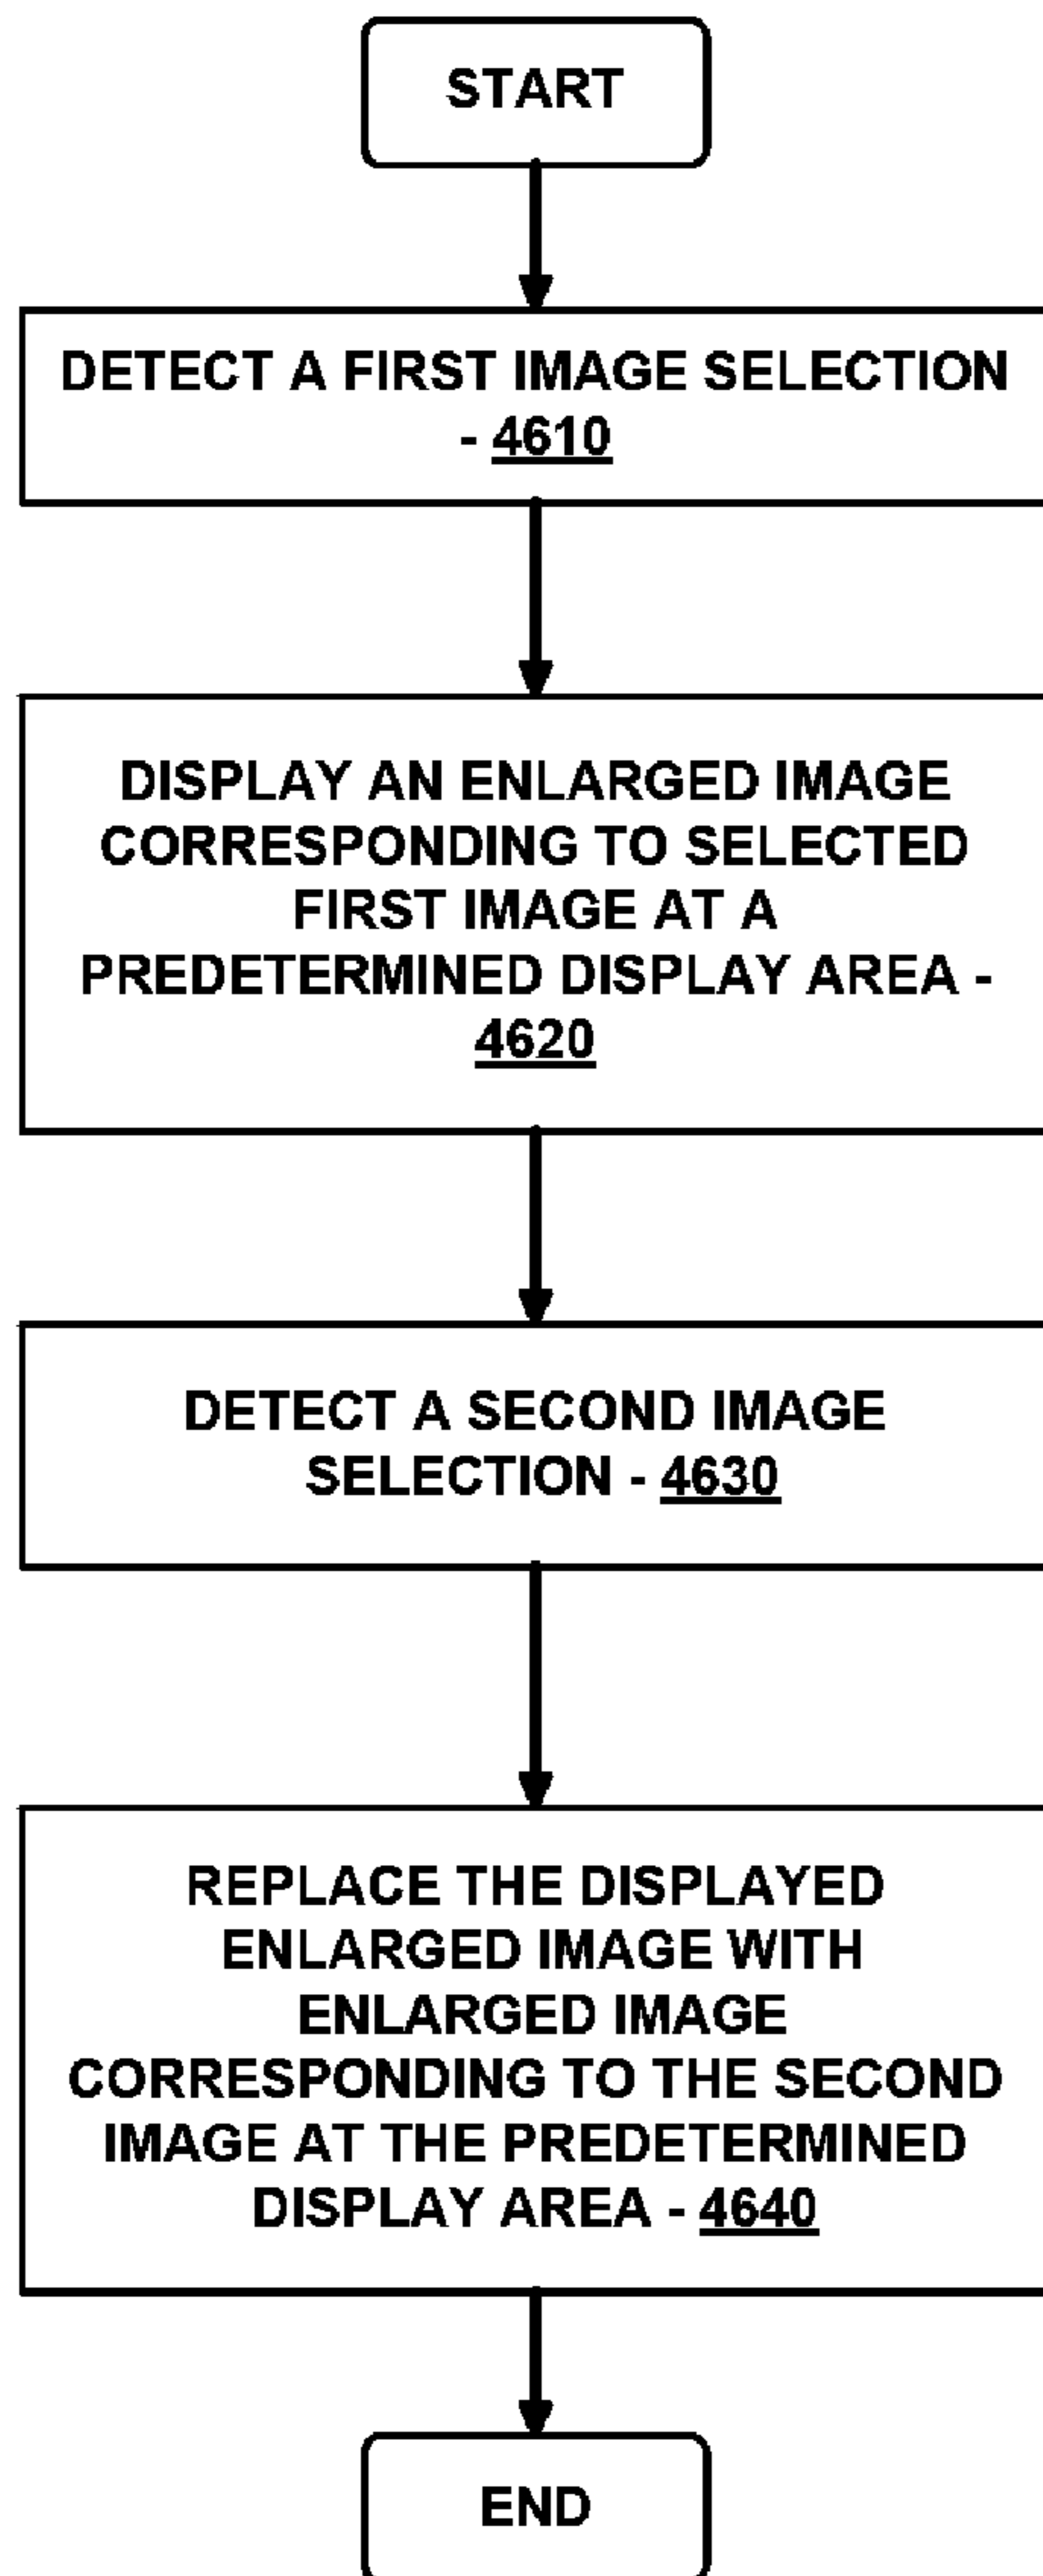 START
DETECT A FIRST IMAGE SELECTION
- 4610
DISPLAY AN ENLARGED IMAGE
CORRESPONDING TO SELECTED
FIRST IMAGE AT A
PREDETERMINED DISPLAY AREA -
4620
DETECT A SECOND IMAGE
SELECTION - 4630
REPLACE THE DISPLAYED
ENLARGED IMAGE WITH
ENLARGED IMAGE
CORRESPONDING TO THE SECOND
IMAGE AT THE PREDETERMINED
DISPLAY AREA - 4640
END